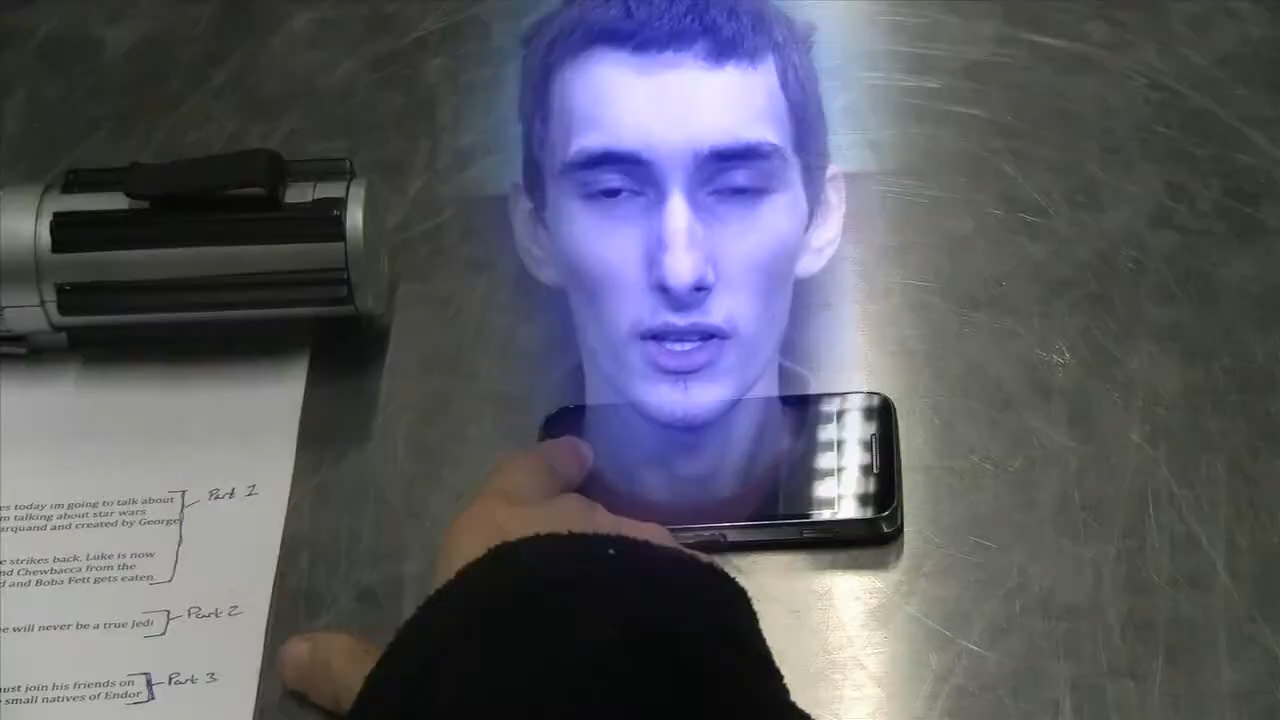 es today im going to talk about
m talking about star wars
arquand and created by George
Part 1
e strikes back. Luke is now
nd Chewbacca from the
d and Boba Fett gets eaten.
e will never be a true Jedi
Part 2
ust join his friends on
small natives of Endor
Part 3